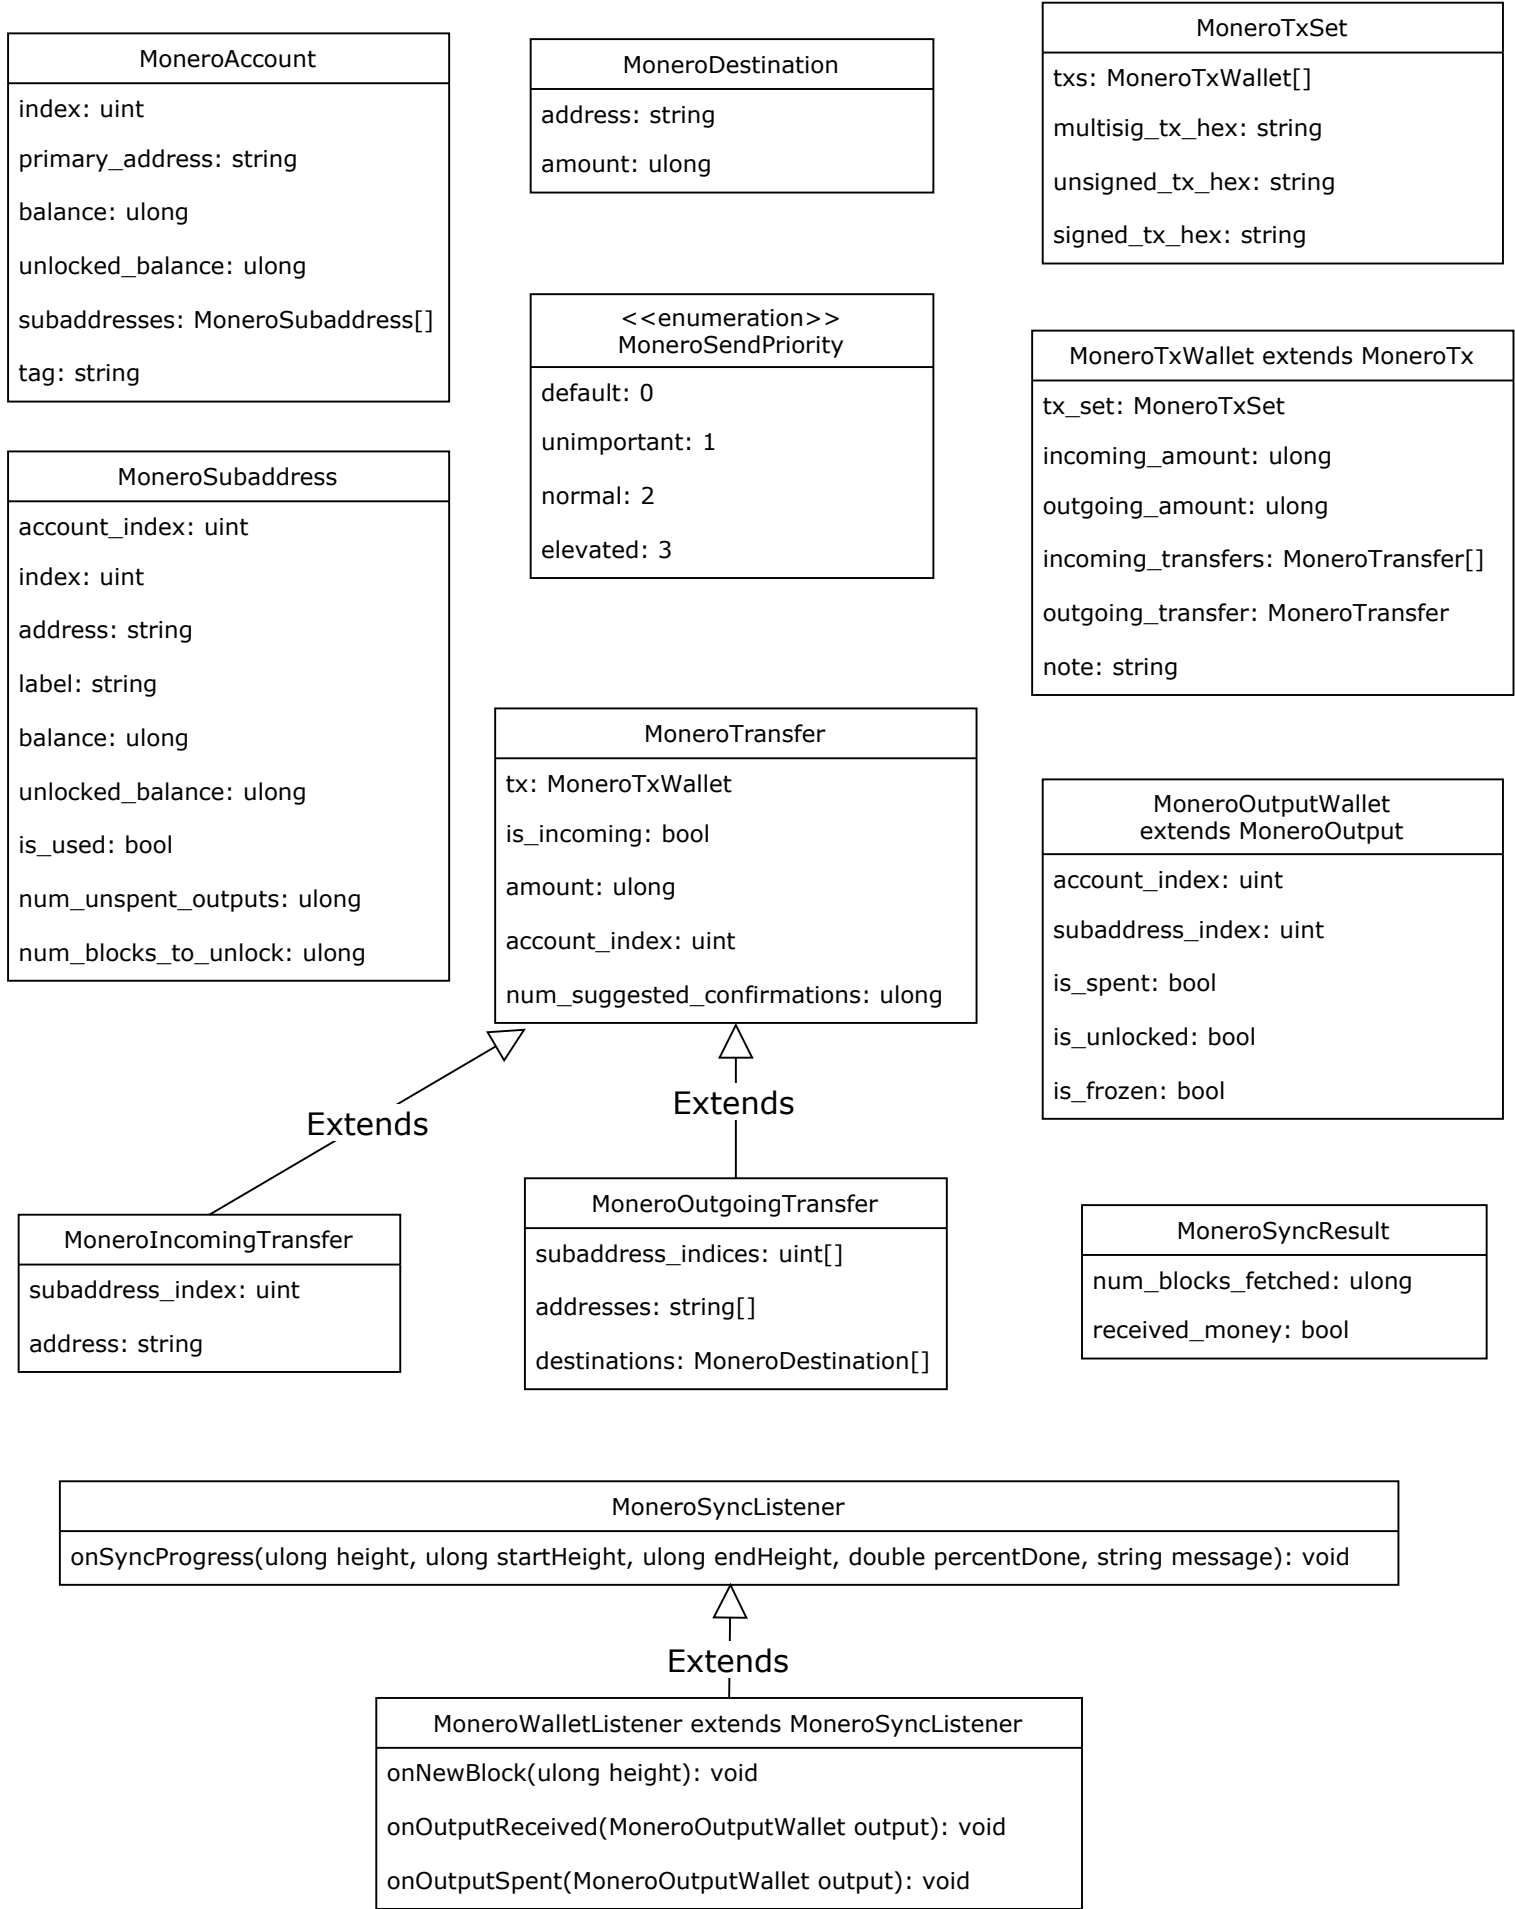 MoneroAccount
index: uint
primary_address: string
balance: ulong
unlocked_balance: ulong
subaddresses: MoneroSubaddress[]
tag: string
MoneroSubaddress
account_index: uint
index: uint
address: string
label: string
balance: ulong
unlocked_balance: ulong
is_used: bool
num_unspent_outputs: ulong
num_blocks_to_unlock: ulong
MoneroDestination
address: string
amount: ulong
<<enumeration>>
MoneroSendPriority
default: 0
unimportant: 1
normal: 2
elevated: 3
MoneroTxSet
txs: MoneroTxWallet[]
multisig_tx_hex: string
unsigned_tx_hex: string
signed_tx_hex: string
MoneroTxWallet extends MoneroTx
tx_set: MoneroTxSet
incoming_amount: ulong
outgoing_amount: ulong
incoming_transfers: MoneroTransfer[]
outgoing_transfer: MoneroTransfer
note: string
MoneroTransfer
tx: MoneroTxWallet
is_incoming: bool
amount: ulong
account_index: uint
num_suggested_confirmations: ulong
MoneroOutputWallet
extends MoneroOutput
account_index: uint
subaddress_index: uint
is_spent: bool
is_unlocked: bool
is_frozen: bool
Extends
Extends
MoneroIncomingTransfer
subaddress_index: uint
address: string
MoneroOutgoingTransfer
subaddress_indices: uint[]
addresses: string[]
destinations: MoneroDestination[]
MoneroSyncResult
num_blocks_fetched: ulong
received_money: bool
MoneroSyncListener
onSyncProgress(ulong height, ulong startHeight, ulong endHeight, double percentDone, string message): void
Extends
MoneroWalletListener extends MoneroSyncListener
onNewBlock(ulong height): void
onOutputReceived(MoneroOutputWallet output): void
onOutputSpent(MoneroOutputWallet output): void